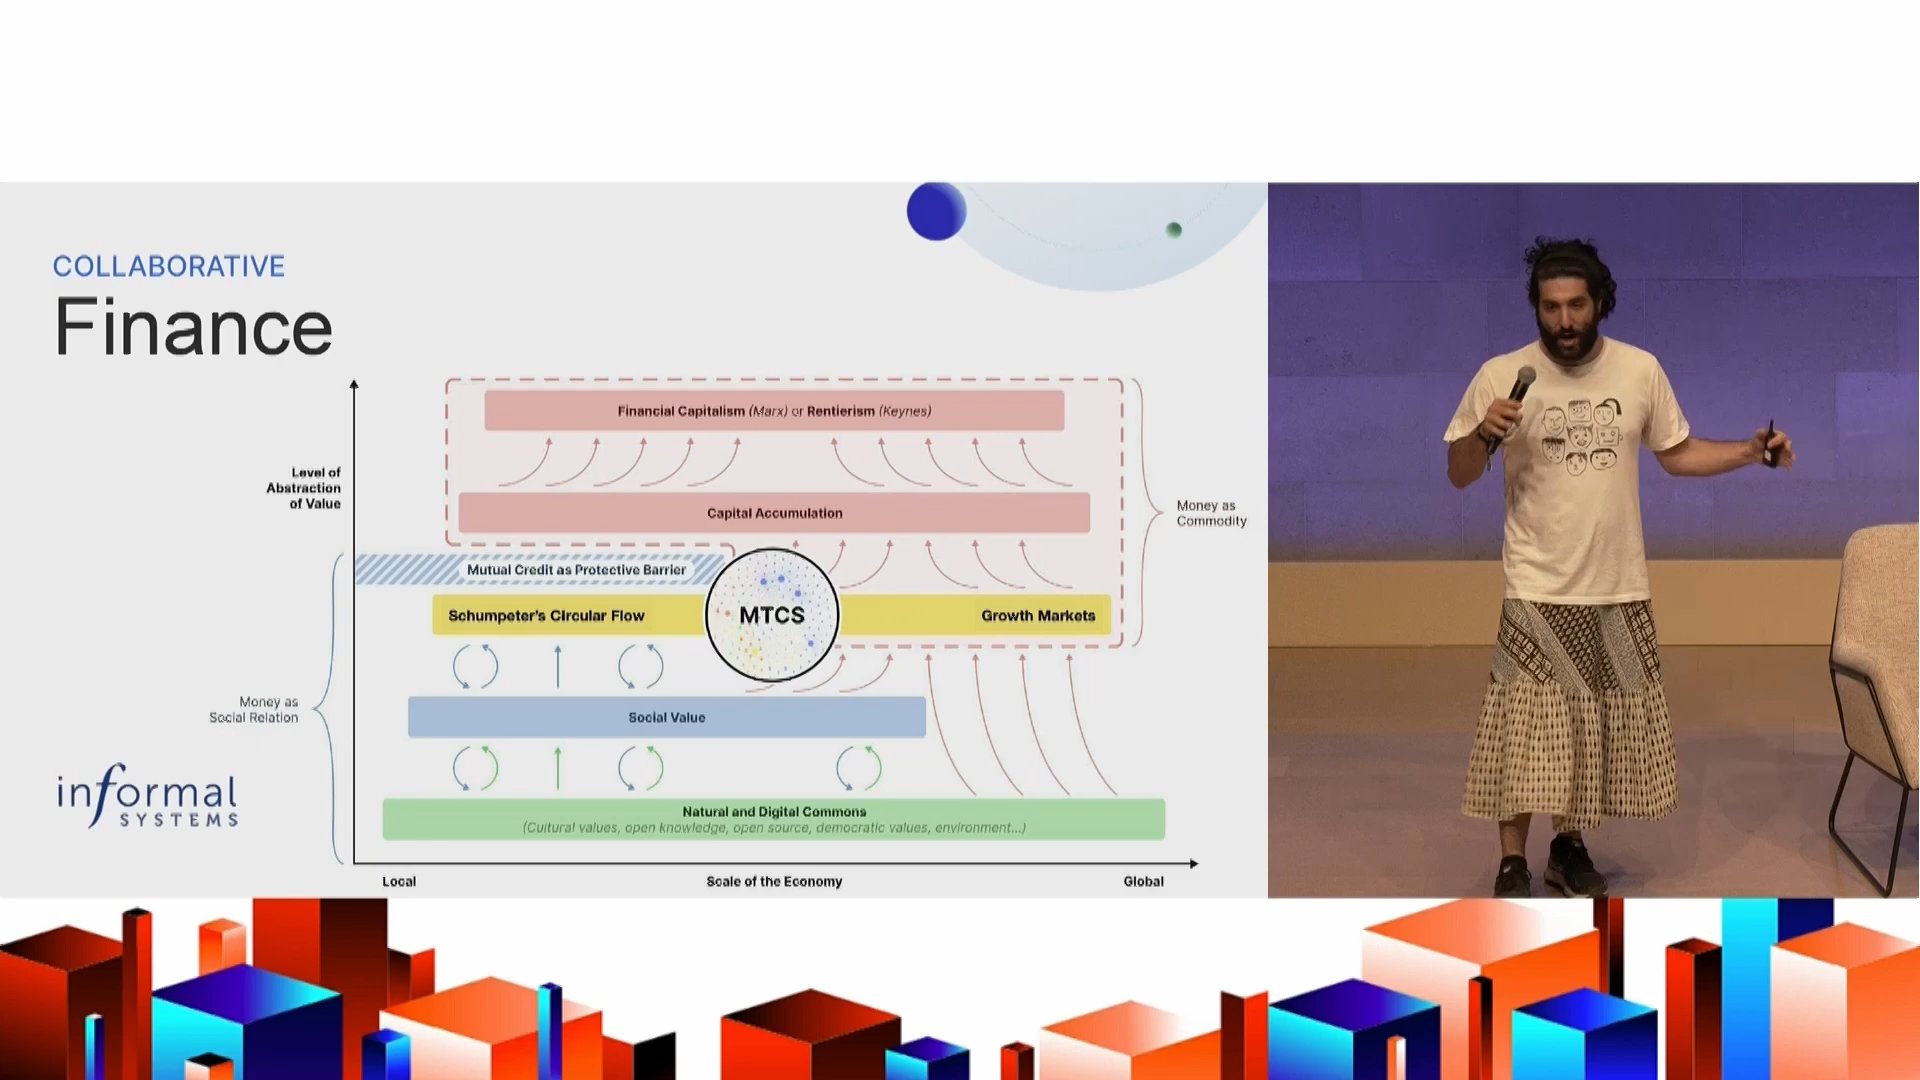 COLLABORATIVE
Finance
Financial Capitalism (Marx) or Rentierism (Keynes)
Level of
Abstraction
of Value
Capital Accumulation
Money as
Commodity
Mutual Credit as Protective Barrier
Schumpeter's Circular Flow
MTCS
Growth Markets
Money as
Social Relation
Social Value
informal
SYSTEMS
Natural and Digital Commons
(Cultural values, open knowledge, open source, democratic values, environment...)
Local
Scale of the Economy
Global